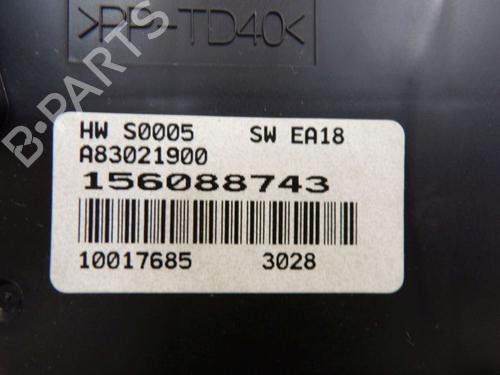 >PP-TD40<
HW S0005 SW EA18
A83021900
156088743
10017685 3028
B-PARTS